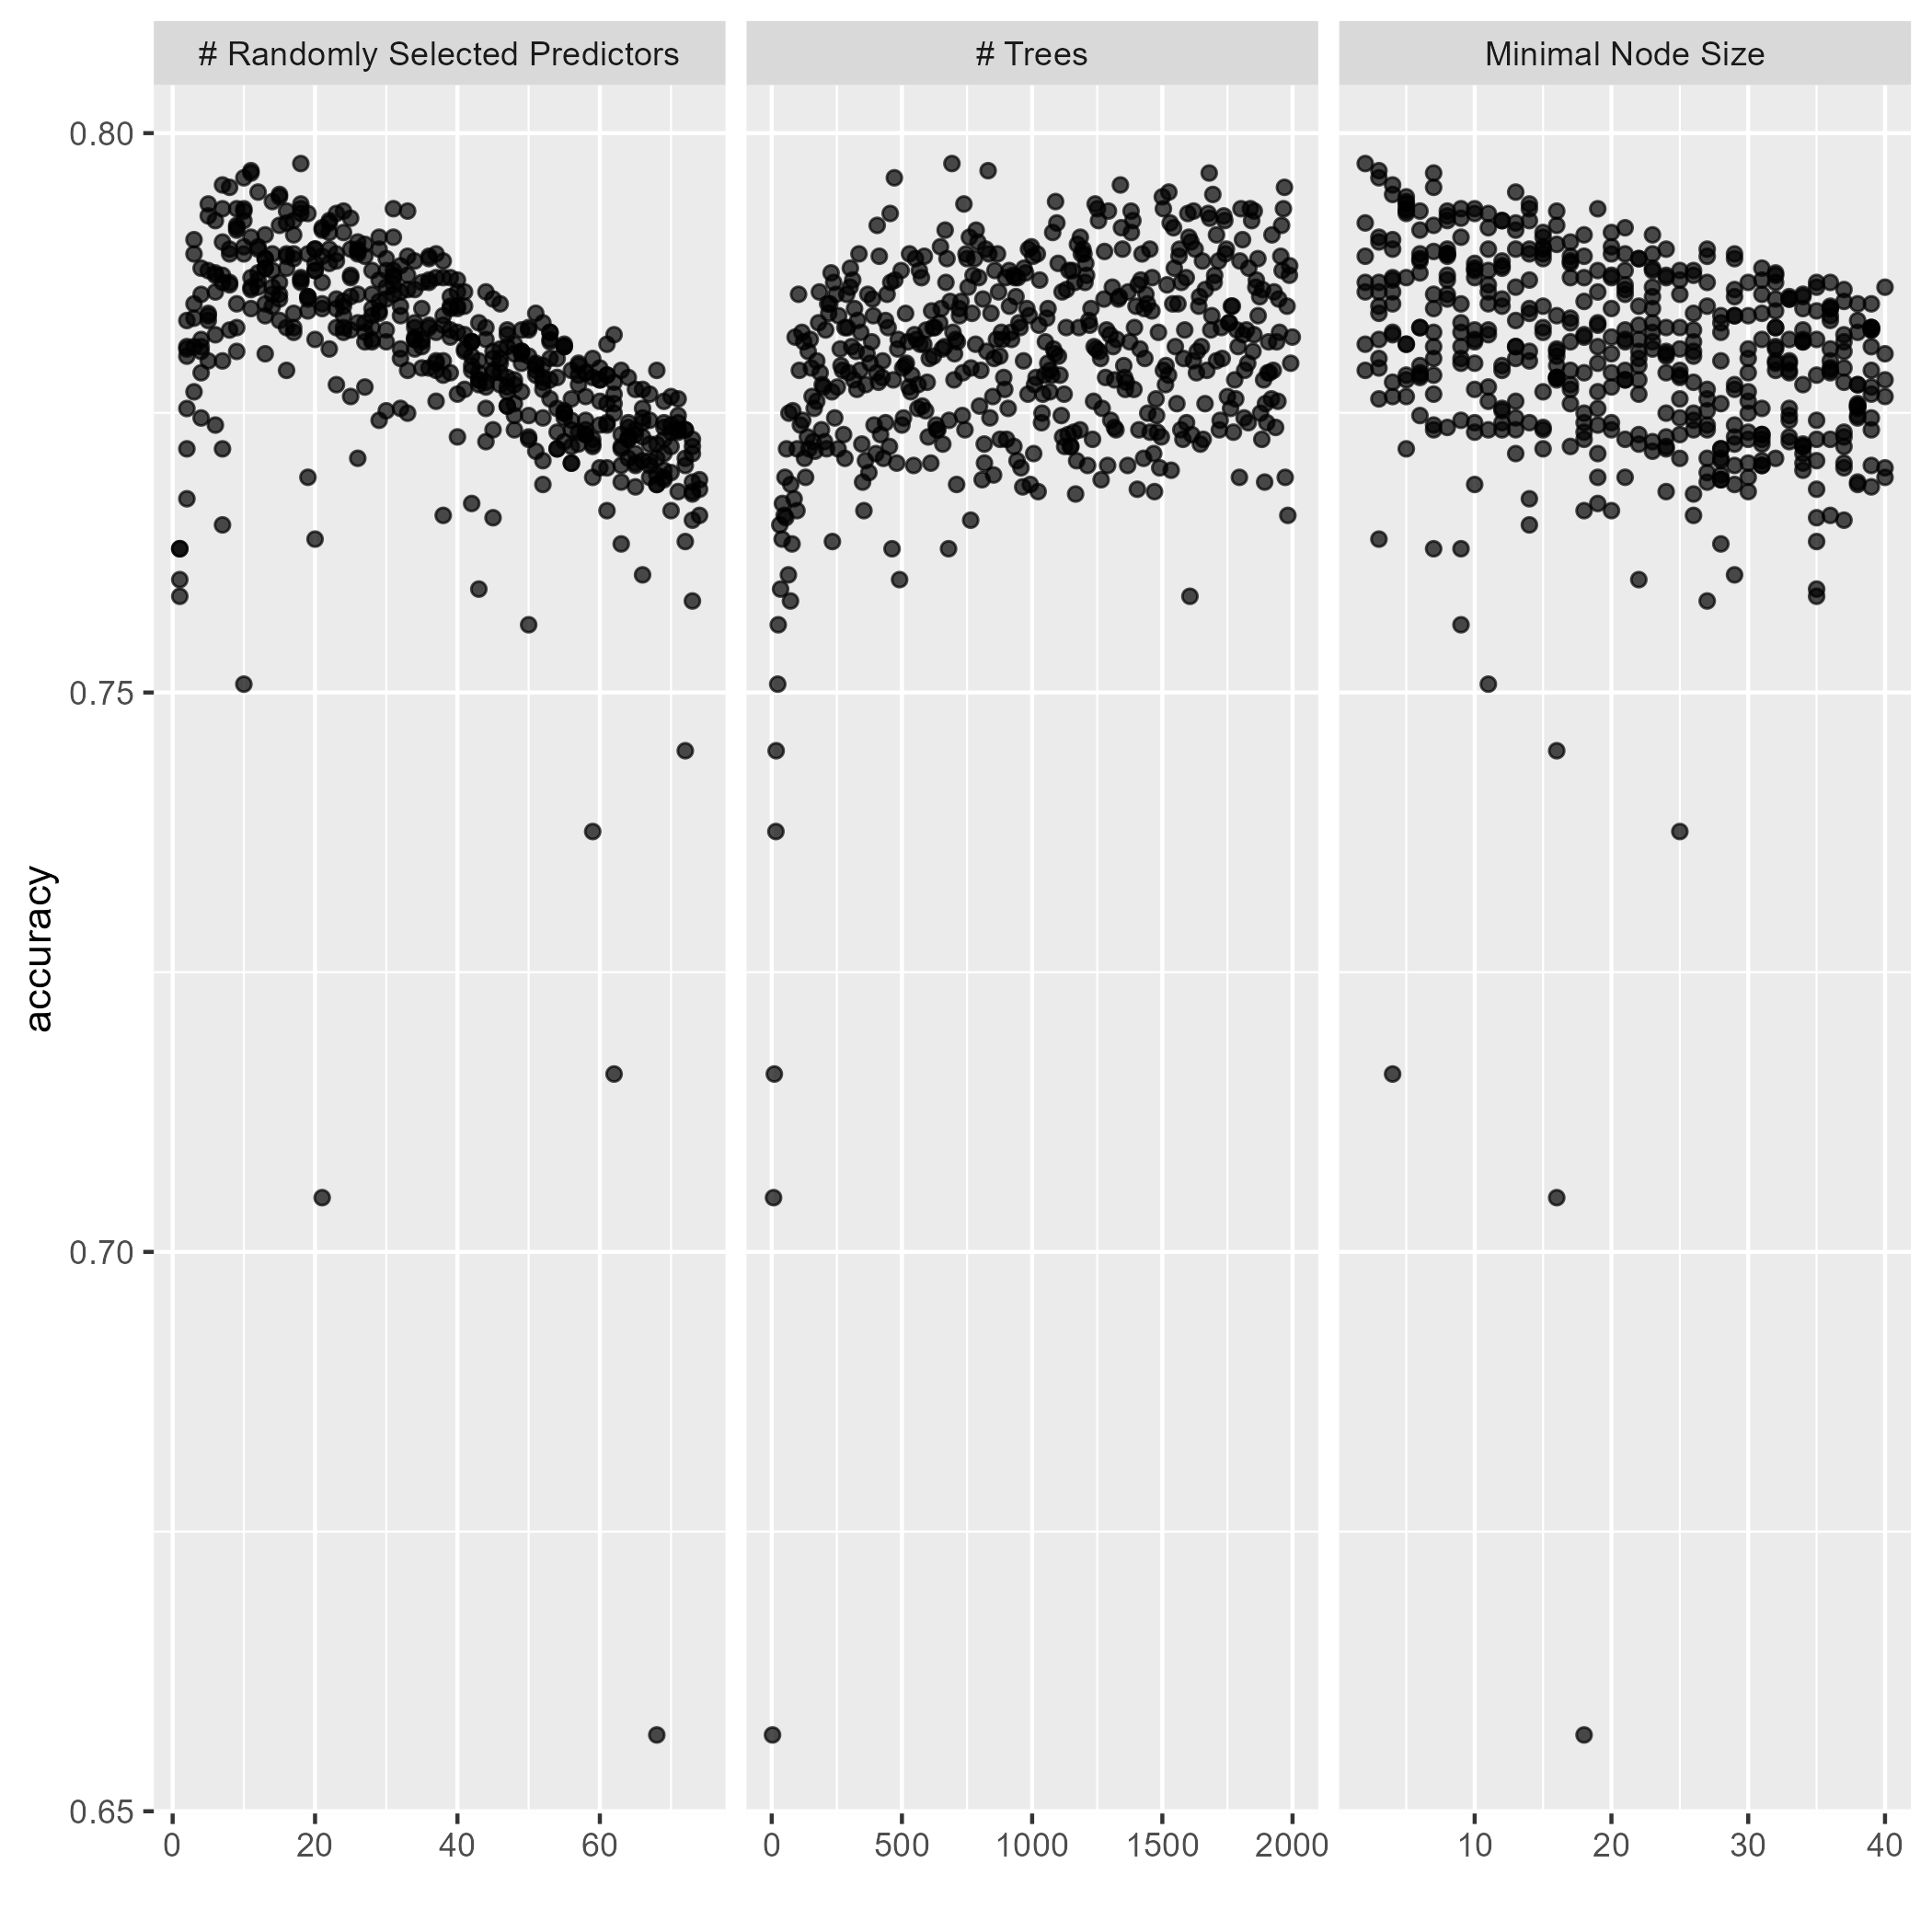 # Randomly Selected Predictors
# Trees
Minimal Node Size
accuracy
0.80
0.75
0.70
0.65
0 20 40 60
0 500 1000 1500 2000
10 20 30 40